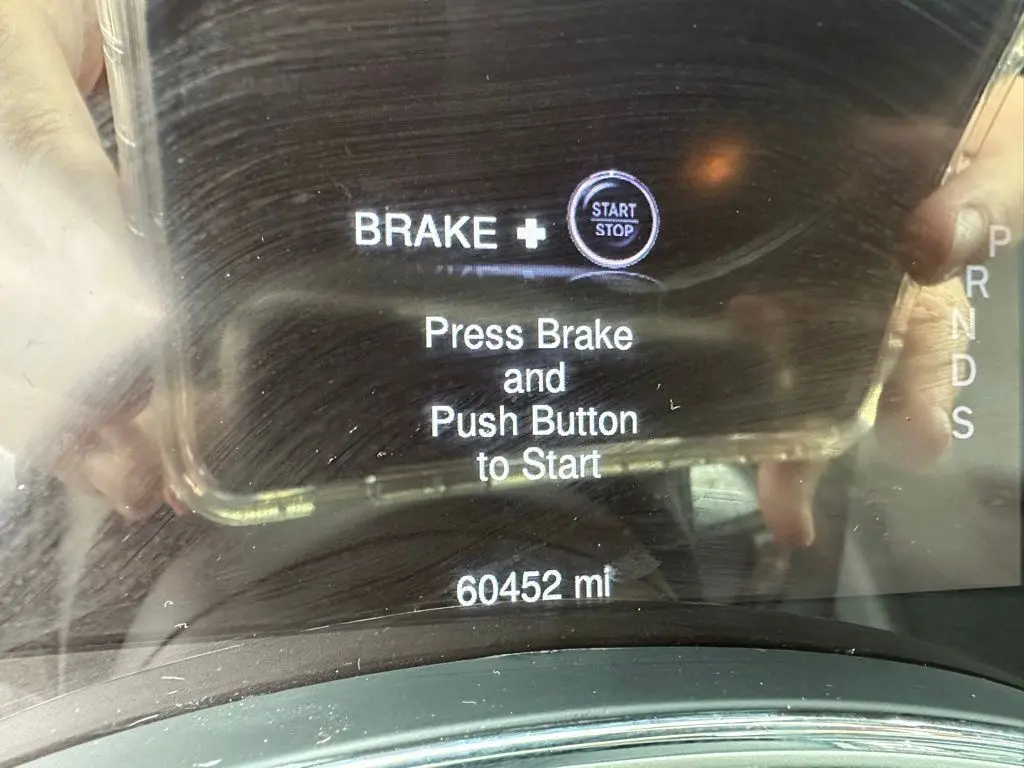 BRAKE + START
STOP
Press Brake
and
Push Button
to Start
60452 mi
P
R
N
D
S